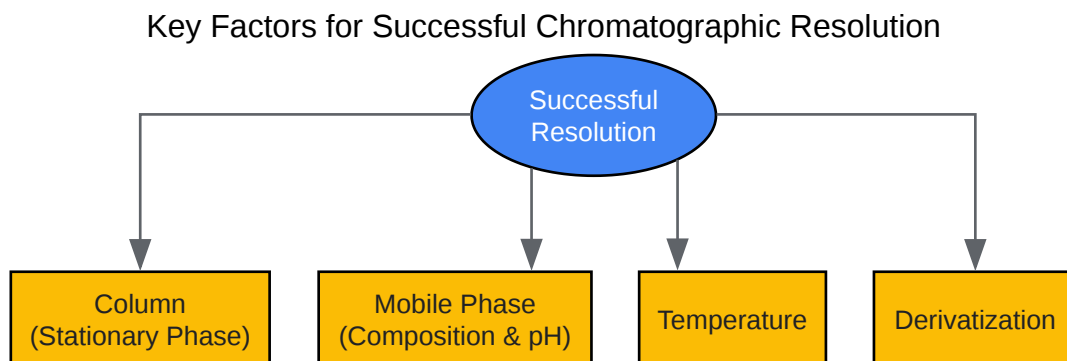 Key Factors for Successful Chromatographic Resolution
Successful
Resolution
Column
(Stationary Phase)
Mobile Phase
(Composition & pH)
Temperature
Derivatization